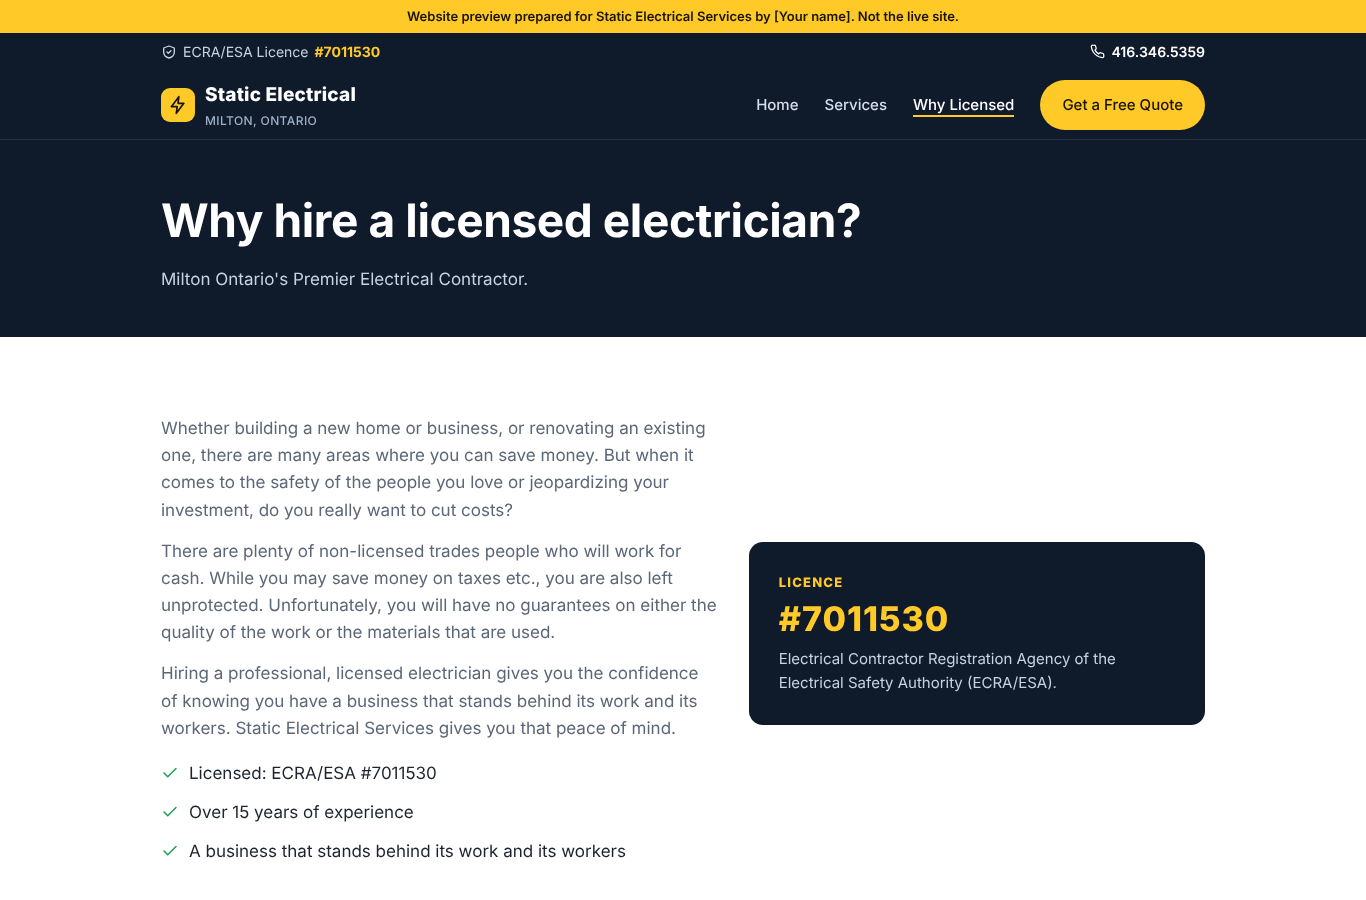 Website preview prepared for Static Electrical Services by [Your name]. Not the live site.
ECRA/ESA Licence #7011530
416.346.5359
Static Electrical
MILTON, ONTARIO
Home
Services
Why Licensed
Get a Free Quote
Why hire a licensed electrician?
Milton Ontario's Premier Electrical Contractor.
Whether building a new home or business, or renovating an existing
one, there are many areas where you can save money. But when it
comes to the safety of the people you love or jeopardizing your
investment, do you really want to cut costs?
There are plenty of non-licensed trades people who will work for
cash. While you may save money on taxes etc., you are also left
unprotected. Unfortunately, you will have no guarantees on either the
quality of the work or the materials that are used.
Hiring a professional, licensed electrician gives you the confidence
of knowing you have a business that stands behind its work and its
workers. Static Electrical Services gives you that peace of mind.
Licensed: ECRA/ESA #7011530
Over 15 years of experience
A business that stands behind its work and its workers
LICENCE
#7011530
Electrical Contractor Registration Agency of the
Electrical Safety Authority (ECRA/ESA).